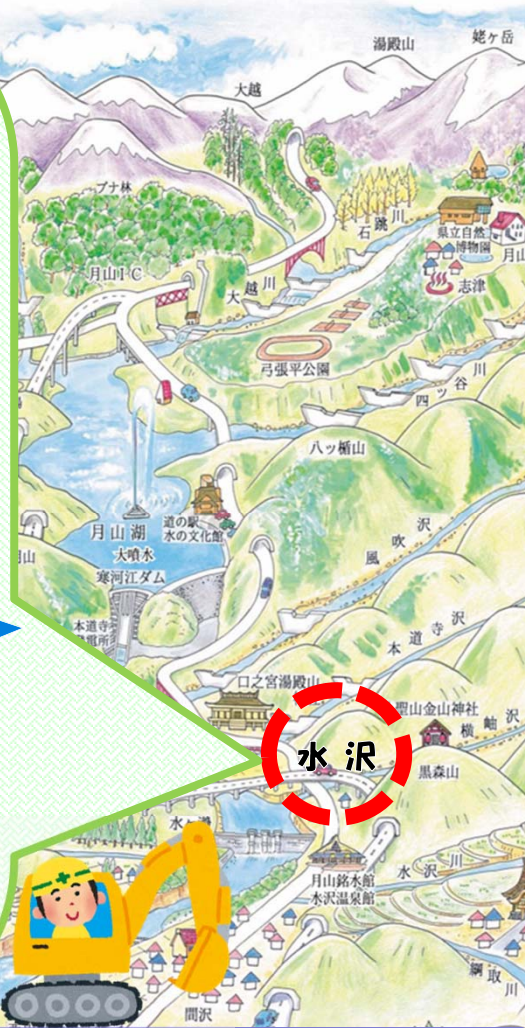 姥ヶ岳
湯殿山
大越
ブナ林
石跳川
県立自然
博物園
月山
志津
月山IC
大越川
弓張平公園
四ツ谷川
八ッ楯山
月山湖
大噴水
道の駅
水の文化館
寒河江ダム
風吹沢
本道寺
本道寺沢
口之宮湯殿山
聖山金山神社
横岫沢
水沢
黒森山
月山銘水館
水沢温泉館
水沢川
綱取川
間沢